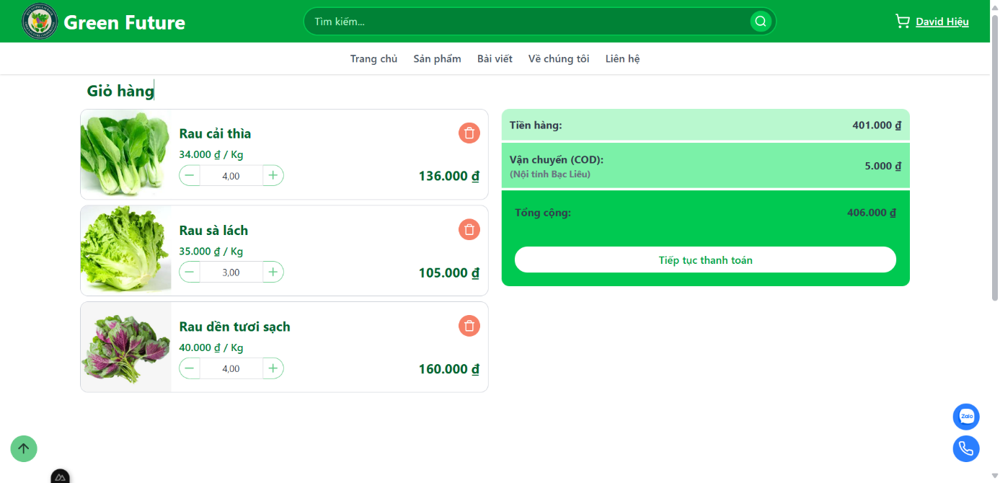 Green Future
Tìm kiếm...
David Hiệu
Trang chủ Sản phẩm Bài viết Về chúng tôi Liên hệ
Giỏ hàng
Rau cải thìa
34.000 ₫ / Kg
4,00
136.000 ₫
Rau sà lách
35.000 ₫ / Kg
3,00
105.000 ₫
Rau dền tươi sạch
40.000 ₫ / Kg
4,00
160.000 ₫
Tiền hàng: 401.000 ₫
Vận chuyển (COD): 5.000 ₫
(Nội tỉnh Bạc Liêu)
Tổng cộng: 406.000 ₫
Tiếp tục thanh toán
Zalo